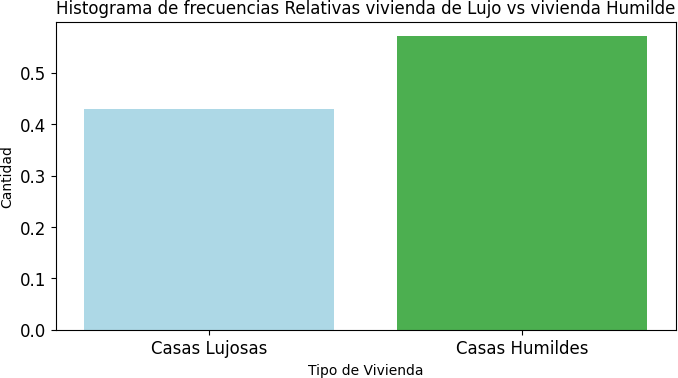 Histograma de frecuencias Relativas vivienda de Lujo vs vivienda Humilde
Cantidad
0.5
0.4
0.3
0.2
0.1
0.0
Casas Lujosas
Casas Humildes
Tipo de Vivienda